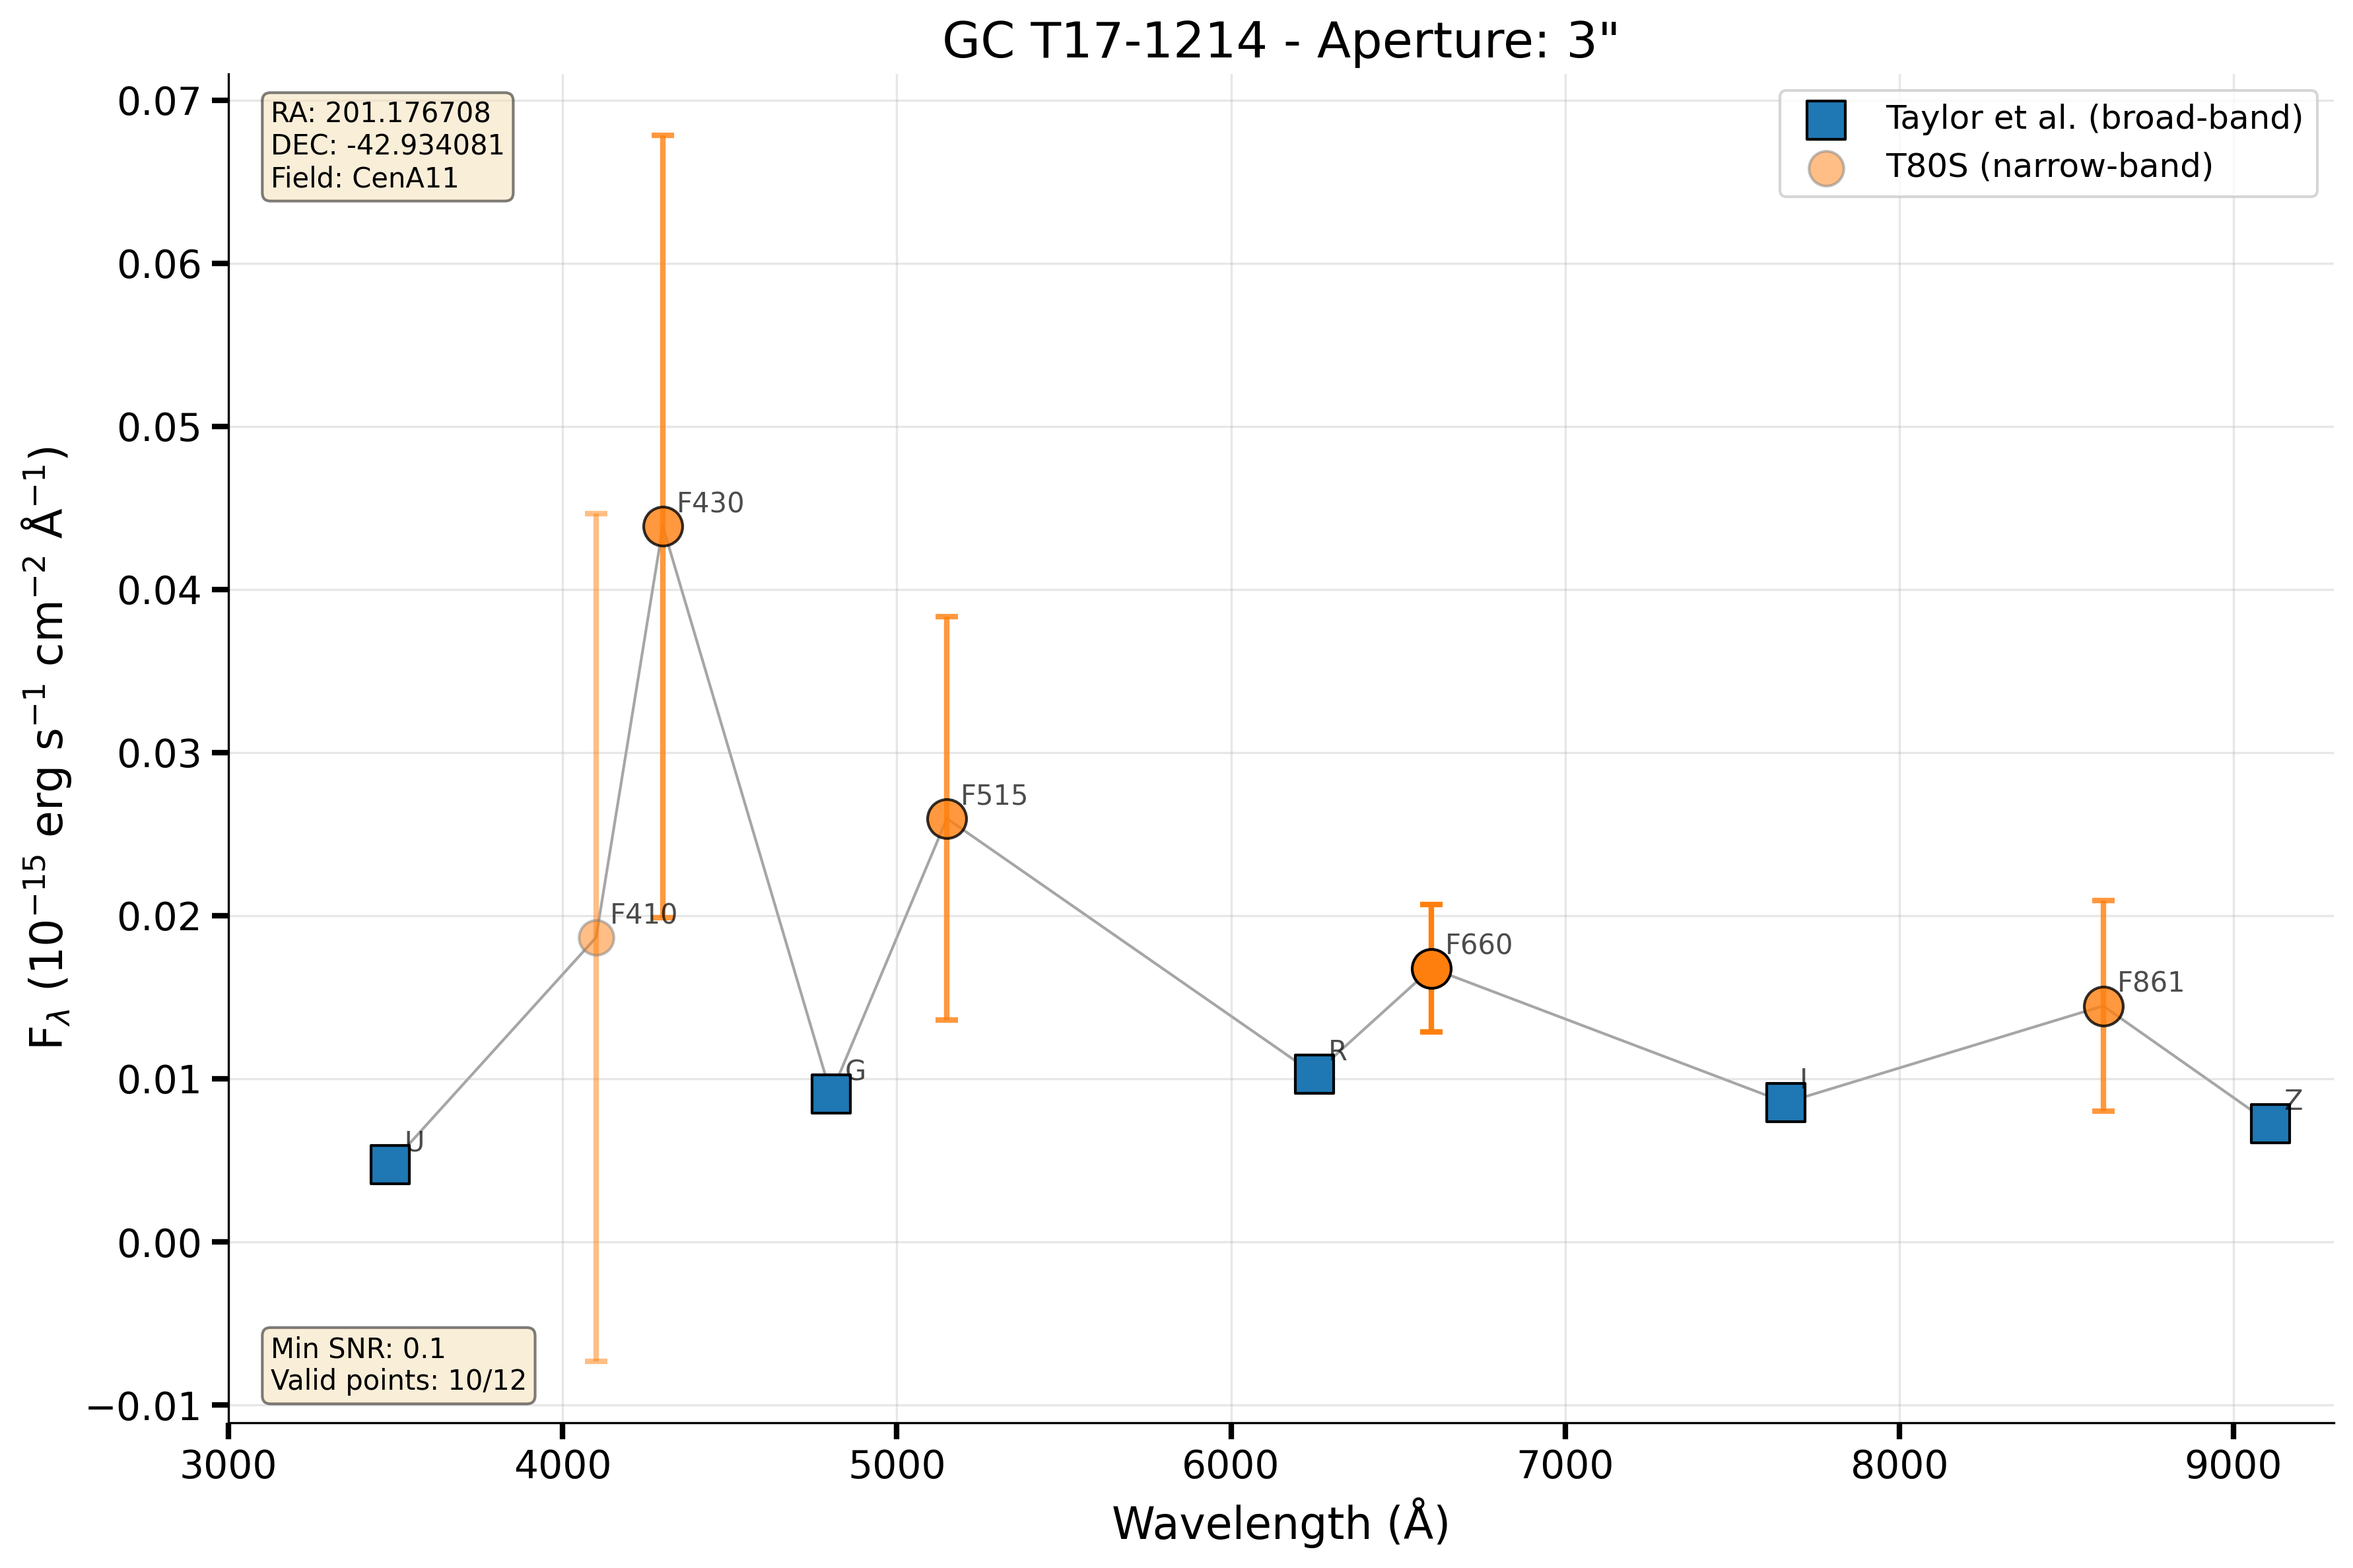 GC T17-1214 - Aperture: 3"
RA: 201.176708
DEC: -42.934081
Field: CenA11
Taylor et al. (broad-band)
T80S (narrow-band)
0.07
0.06
0.05
0.04
0.03
0.02
0.01
0.00
−0.01
F_λ (10⁻¹⁵ erg s⁻¹ cm⁻² Å⁻¹)
U
F410
F430
G
F515
R
F660
I
F861
Z
Min SNR: 0.1
Valid points: 10/12
3000 4000 5000 6000 7000 8000 9000
Wavelength (Å)